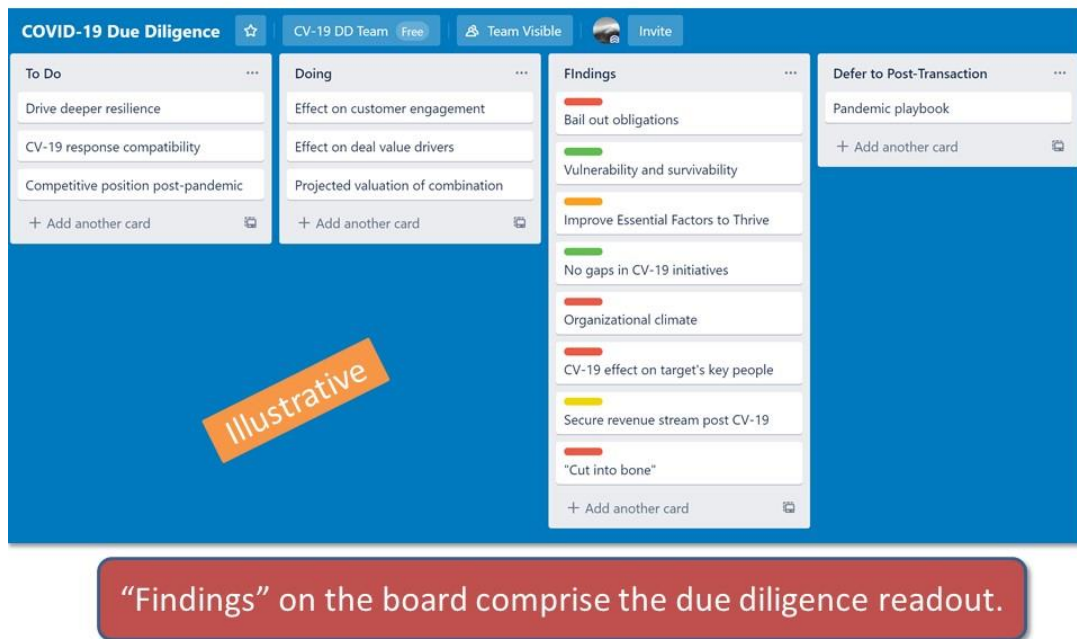 COVID-19 Due Diligence
CV-19 DD Team Free
Team Visible
Invite
To Do ...
Drive deeper resilience
CV-19 response compatibility
Competitive position post-pandemic
+ Add another card
Doing ...
Effect on customer engagement
Effect on deal value drivers
Projected valuation of combination
+ Add another card
FIndings ...
Bail out obligations
Vulnerability and survivability
Improve Essential Factors to Thrive
No gaps in CV-19 initiatives
Organizational climate
CV-19 effect on target's key people
Secure revenue stream post CV-19
"Cut into bone"
+ Add another card
Defer to Post-Transaction ...
Pandemic playbook
+ Add another card
Illustrative
“Findings” on the board comprise the due diligence readout.